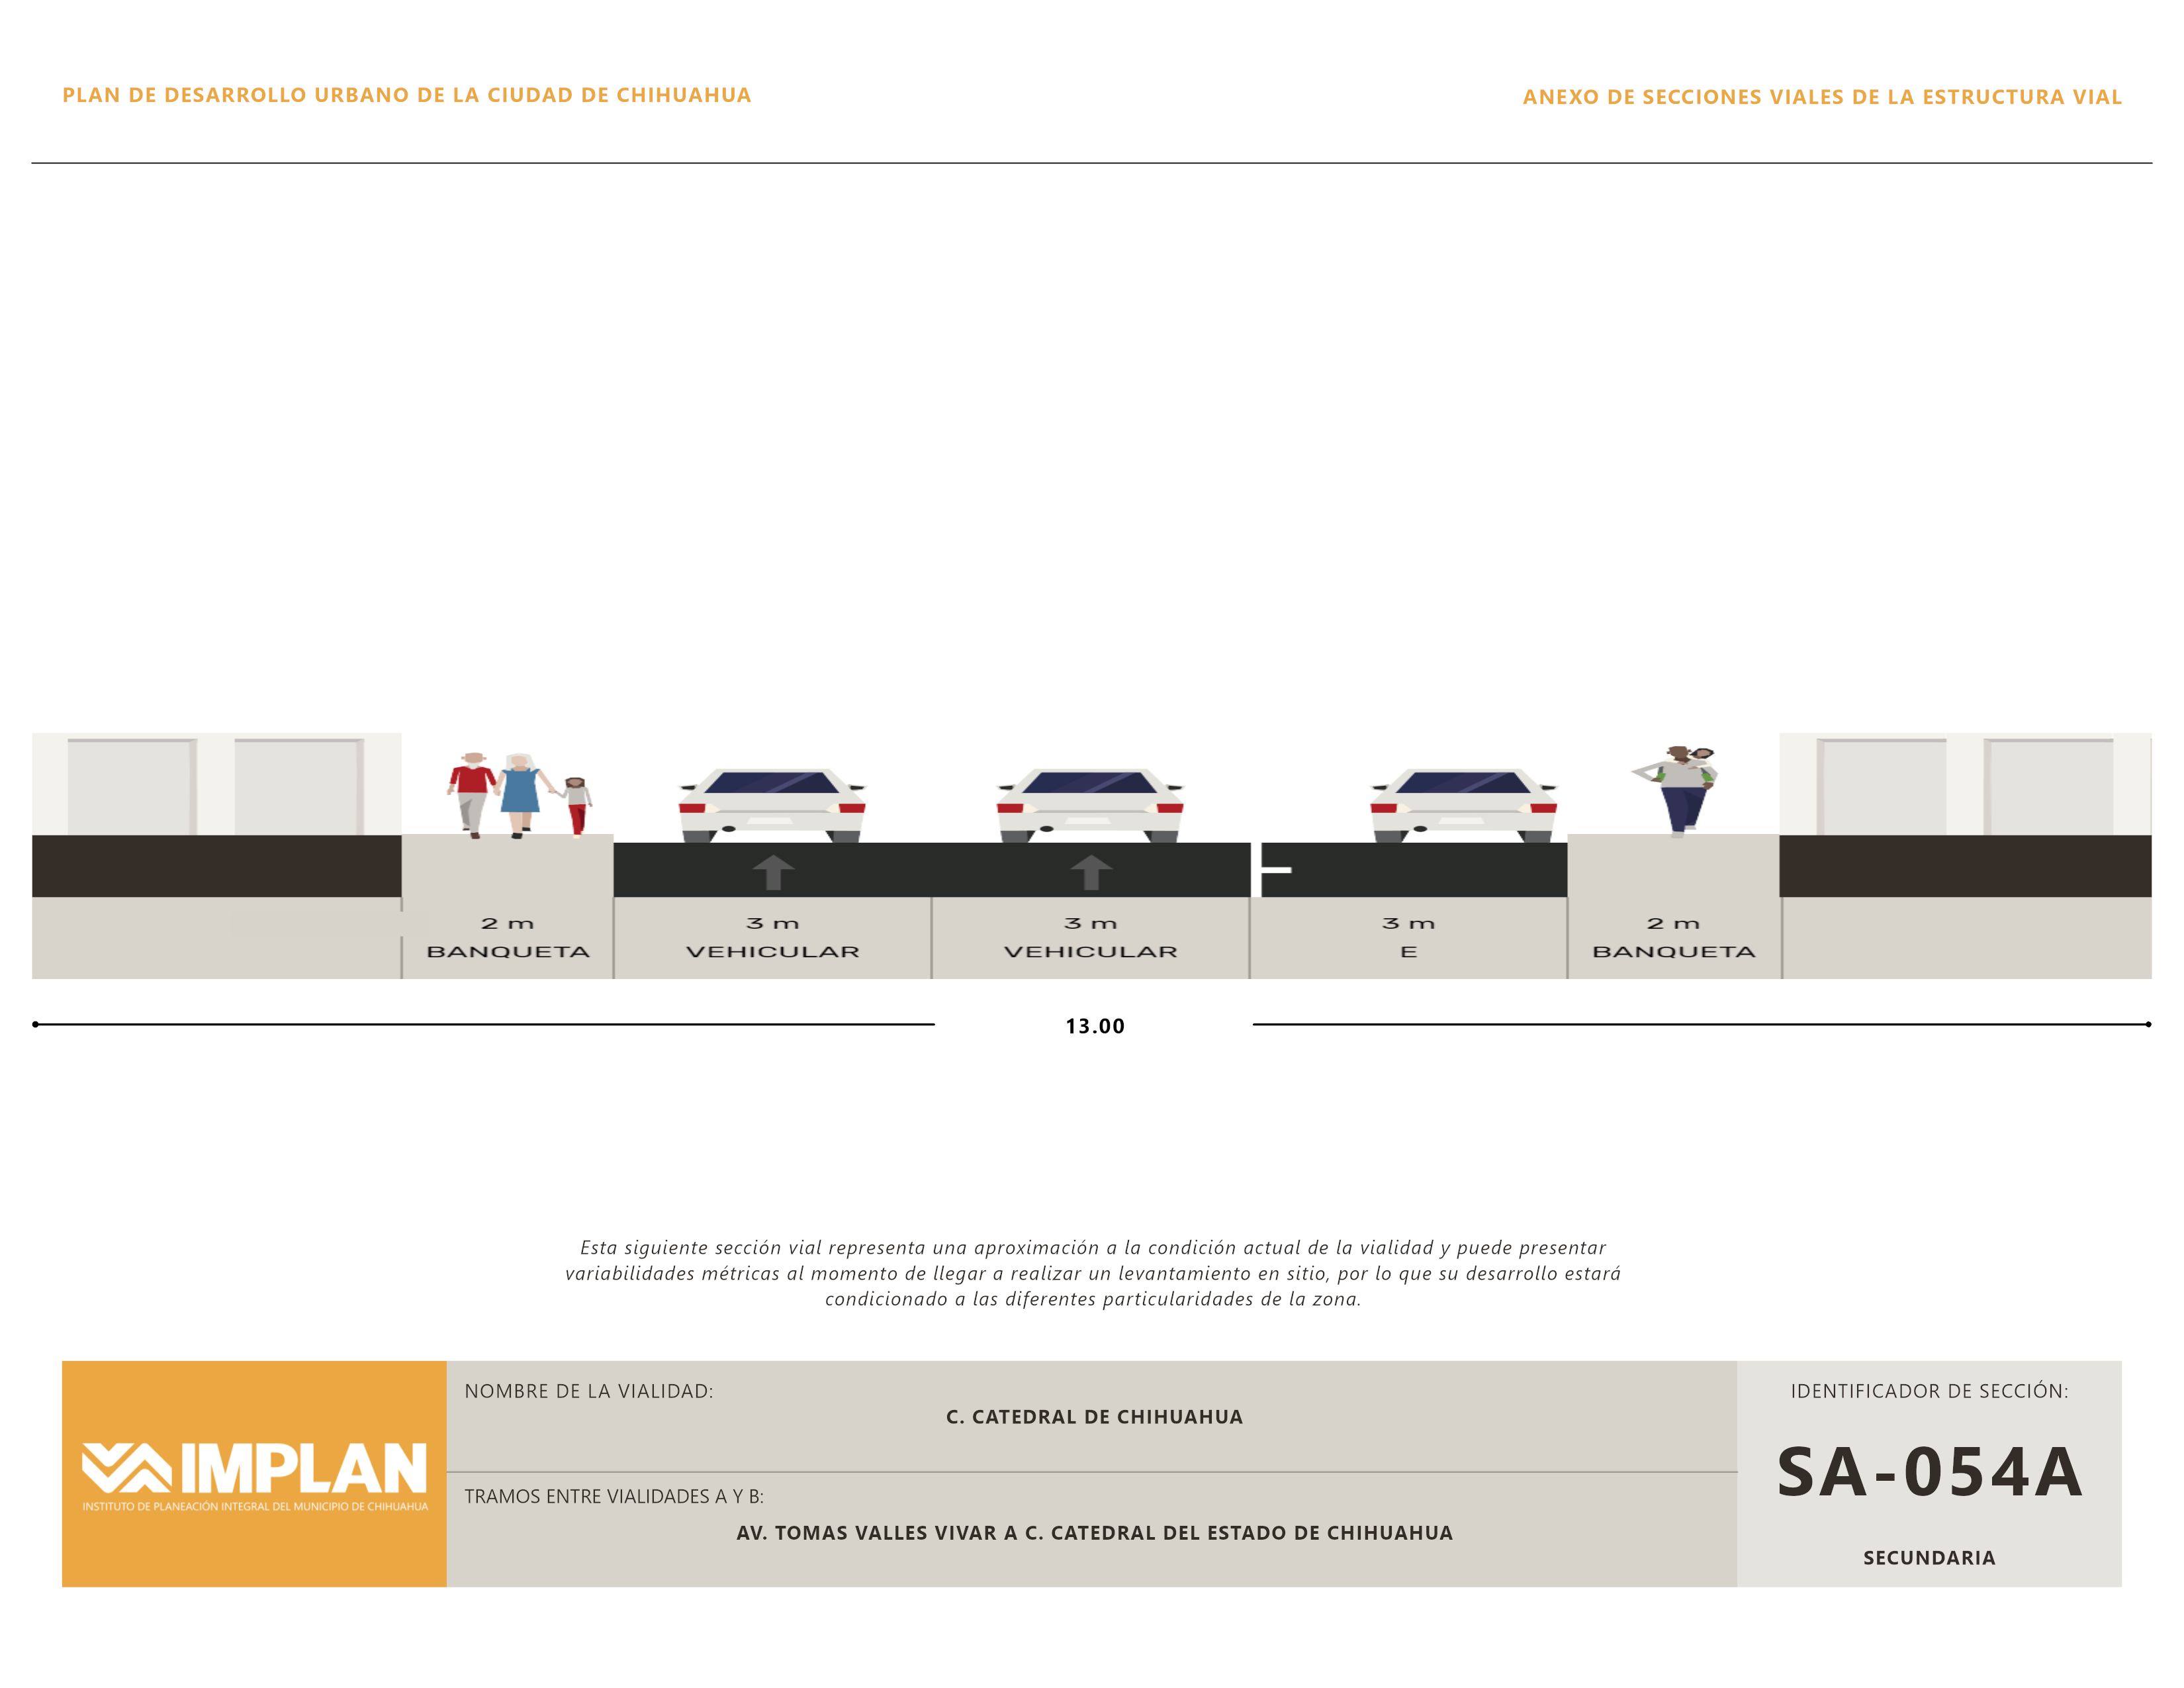 PLAN DE DESARROLLO URBANO DE LA CIUDAD DE CHIHUAHUA
ANEXO DE SECCIONES VIALES DE LA ESTRUCTURA VIAL
2 m
BANQUETA
3 m
VEHICULAR
3 m
VEHICULAR
3 m
E
2 m
BANQUETA
13.00
Esta siguiente sección vial representa una aproximación a la condición actual de la vialidad y puede presentar
variabilidades métricas al momento de llegar a realizar un levantamiento en sitio, por lo que su desarrollo estará
condicionado a las diferentes particularidades de la zona.
IMPLAN
INSTITUTO DE PLANEACIÓN INTEGRAL DEL MUNICIPIO DE CHIHUAHUA
NOMBRE DE LA VIALIDAD:
C. CATEDRAL DE CHIHUAHUA
TRAMOS ENTRE VIALIDADES A Y B:
AV. TOMAS VALLES VIVAR A C. CATEDRAL DEL ESTADO DE CHIHUAHUA
IDENTIFICADOR DE SECCIÓN:
SA-054A
SECUNDARIA